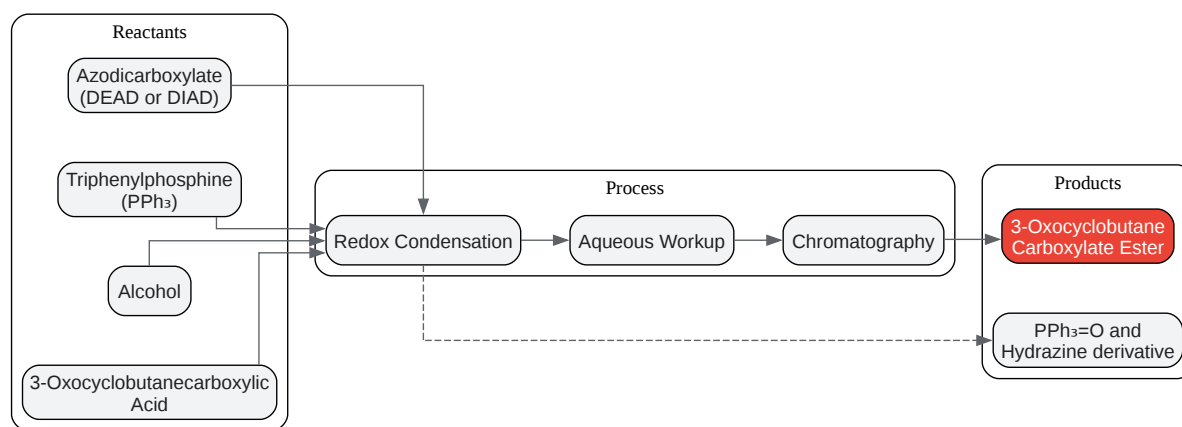 Reactants
Azodicarboxylate
(DEAD or DIAD)
Triphenylphosphine
(PPh₃)
Alcohol
3-Oxocyclobutanecarboxylic
Acid
Process
Redox Condensation
Aqueous Workup
Chromatography
Products
3-Oxocyclobutane
Carboxylate Ester
PPh₃=O and
Hydrazine derivative